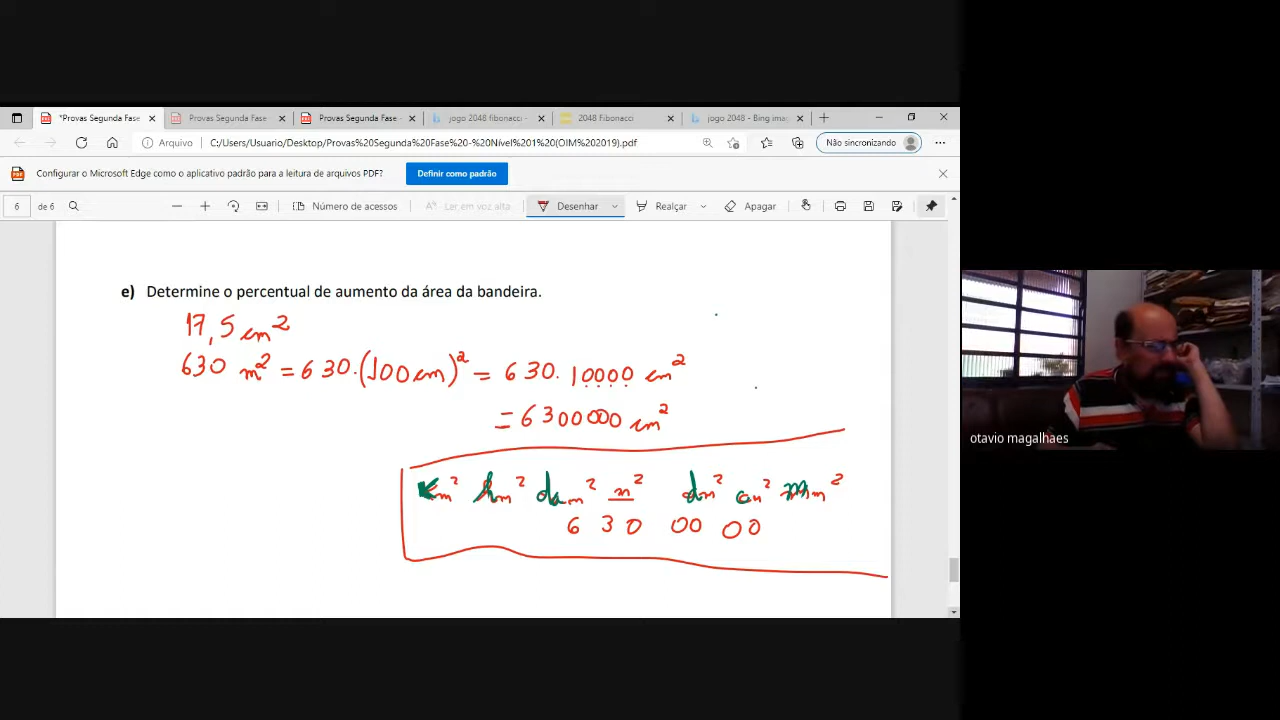 *Provas Segunda Fase
Provas Segunda Fase
Provas Segunda Fase -
jogo 2048 fibonacci -
2048 Fibonacci
jogo 2048 - Bing imag
Arquivo
C:/Users/Usuario/Desktop/Provas%20Segunda%20Fase%20-%20Nível%201%20(OIM%202019).pdf
Não sincronizando
Configurar o Microsoft Edge como o aplicativo padrão para a leitura de arquivos PDF?
Definir como padrão
6 de 6
Número de acessos
Ler em voz alta
Desenhar
Realçar
Apagar
e) Determine o percentual de aumento da área da bandeira.
17,5 cm²
630 m² = 630.(100cm)² = 630.10000 cm²
= 6300000 cm²
km² hm² dam² m² dm² cm² mm²
6 3 0 00 00
otavio magalhaes